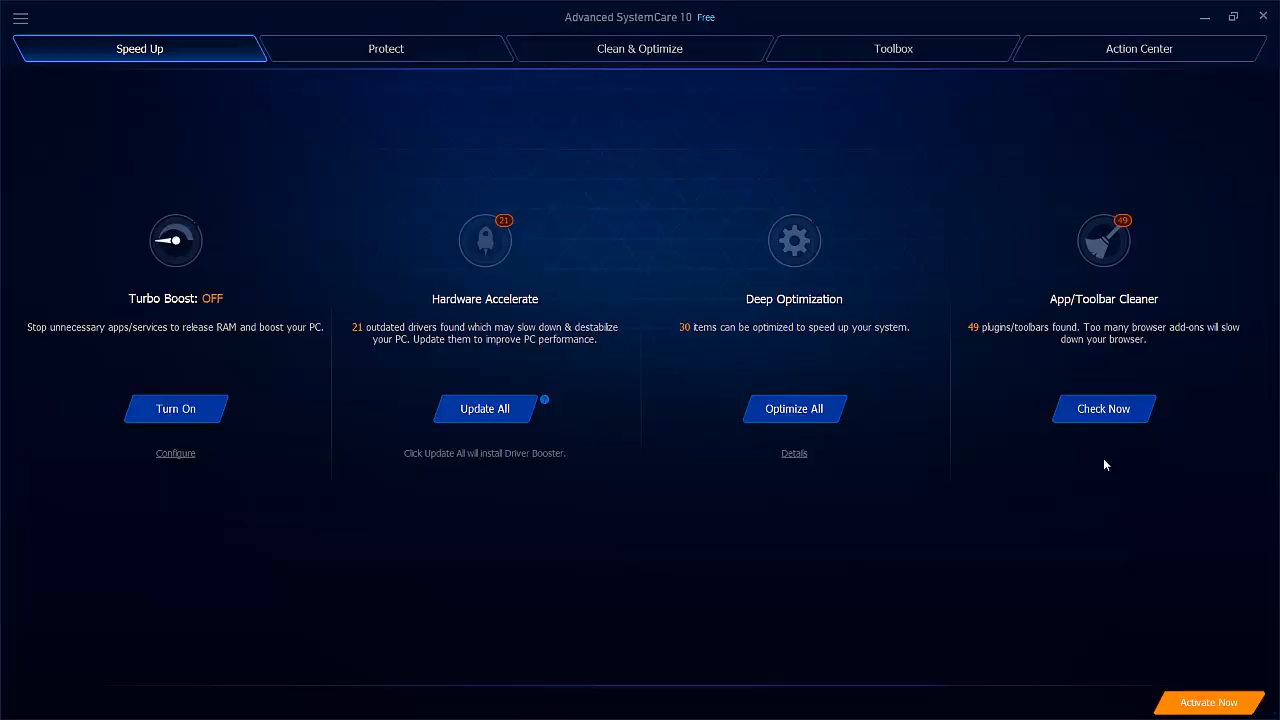 Advanced SystemCare 10 Free
Speed Up
Protect
Clean & Optimize
Toolbox
Action Center
21
49
Turbo Boost: OFF
Hardware Accelerate
Deep Optimization
App/Toolbar Cleaner
Stop unnecessary apps/services to release RAM and boost your PC.
21 outdated drivers found which may slow down & destabilize
your PC. Update them to improve PC performance.
30 items can be optimized to speed up your system.
49 plugins/toolbars found. Too many browser add-ons will slow
down your browser.
Turn On
Update All
?
Optimize All
Check Now
Configure
Click Update All will install Driver Booster.
Details
Activate Now